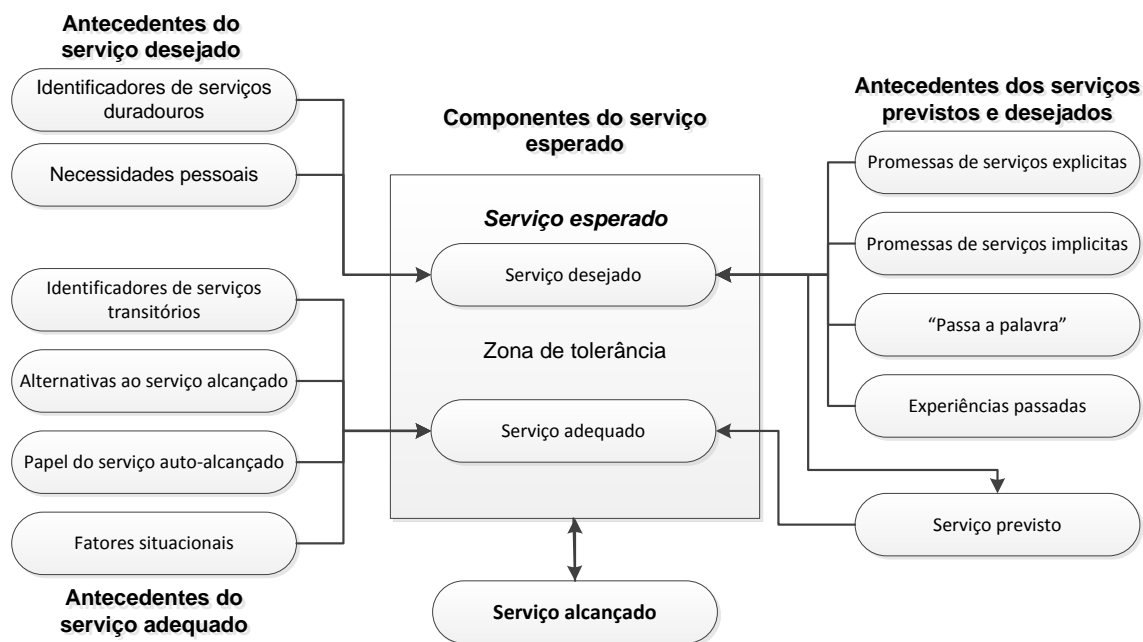 Antecedentes do
serviço desejado
Identificadores de serviços
duradouros
Necessidades pessoais
Identificadores de serviços
transitórios
Alternativas ao serviço alcançado
Papel do serviço auto-alcançado
Fatores situacionais
Antecedentes do
serviço adequado
Componentes do serviço
esperado
Serviço esperado
Serviço desejado
Zona de tolerância
Serviço adequado
Serviço alcançado
Antecedentes dos serviços
previstos e desejados
Promessas de serviços explicitas
Promessas de serviços implicitas
“Passa a palavra”
Experiências passadas
Serviço previsto